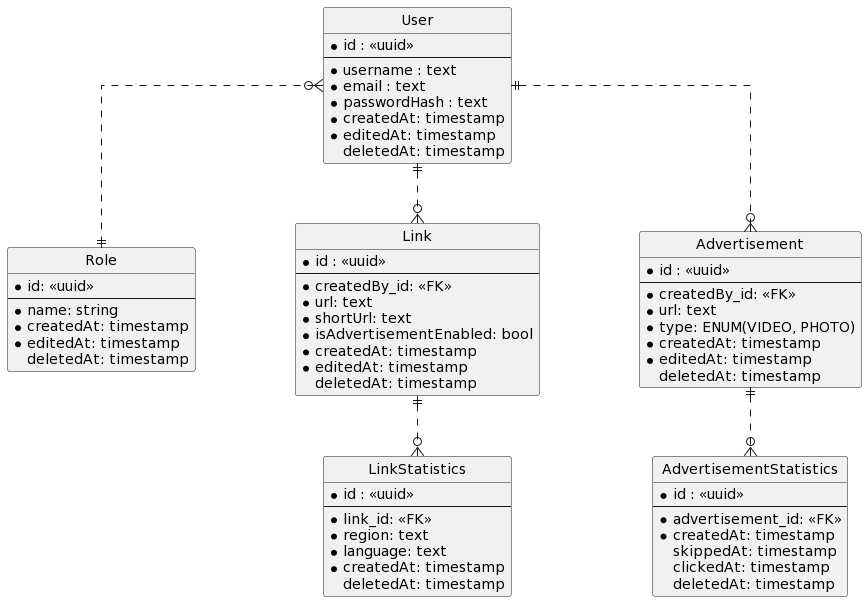 User
id : «uuid»
username : text
email : text
passwordHash : text
createdAt: timestamp
editedAt: timestamp
deletedAt: timestamp
Role
id: «uuid»
name: string
createdAt: timestamp
editedAt: timestamp
deletedAt: timestamp
Link
id : «uuid»
createdBy_id: «FK»
url: text
shortUrl: text
isAdvertisementEnabled: bool
createdAt: timestamp
editedAt: timestamp
deletedAt: timestamp
Advertisement
id : «uuid»
createdBy_id: «FK»
url: text
type: ENUM(VIDEO, PHOTO)
createdAt: timestamp
editedAt: timestamp
deletedAt: timestamp
LinkStatistics
id : «uuid»
link_id: «FK»
region: text
language: text
createdAt: timestamp
deletedAt: timestamp
AdvertisementStatistics
id : «uuid»
advertisement_id: «FK»
createdAt: timestamp
skippedAt: timestamp
clickedAt: timestamp
deletedAt: timestamp